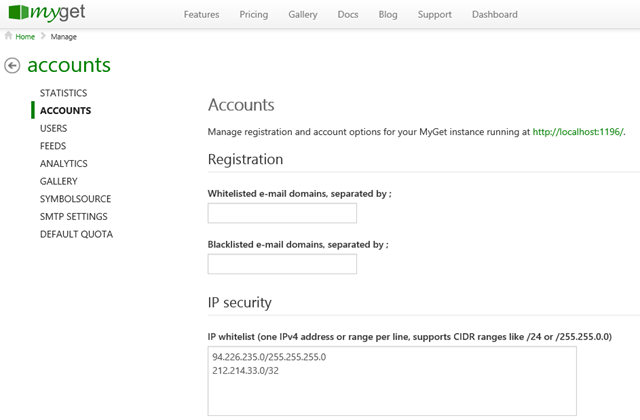 myget
Features Pricing Gallery Docs Blog Support Dashboard
Home Manage
accounts
STATISTICS
ACCOUNTS
USERS
FEEDS
ANALYTICS
GALLERY
SYMBOLSOURCE
SMTP SETTINGS
DEFAULT QUOTA
Accounts
Manage registration and account options for your MyGet instance running at http://localhost:1196/.
Registration
Whitelisted e-mail domains, separated by ;
Blacklisted e-mail domains, separated by ;
IP security
IP whitelist (one IPv4 address or range per line, supports CIDR ranges like /24 or /255.255.0.0)
94.226.235.0/255.255.255.0
212.214.33.0/32